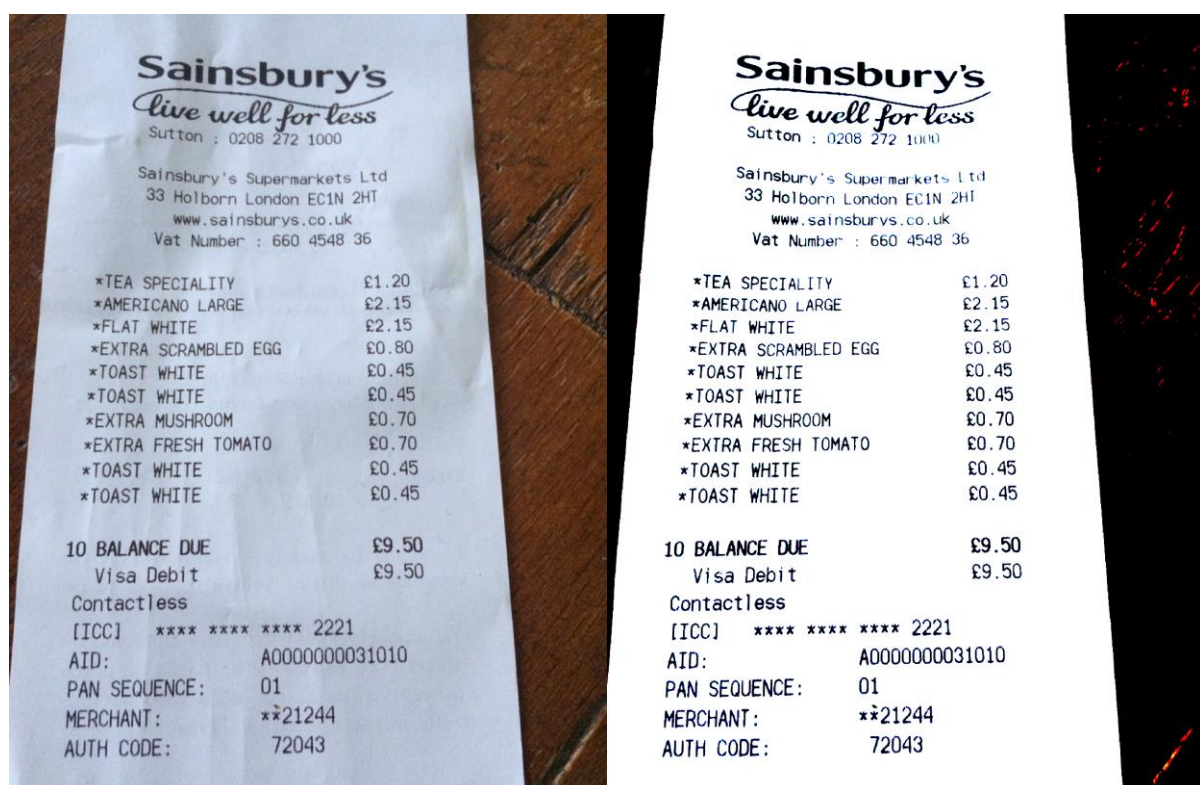 Sainsbury's
live well for less
Sutton : 0208 272 1000
Sainsbury's Supermarkets Ltd
33 Holborn London EC1N 2HT
www.sainsburys.co.uk
Vat Number : 660 4548 36
*TEA SPECIALITY £1.20
*AMERICANO LARGE £2.15
*FLAT WHITE £2.15
*EXTRA SCRAMBLED EGG £0.80
*TOAST WHITE £0.45
*TOAST WHITE £0.45
*EXTRA MUSHROOM £0.70
*EXTRA FRESH TOMATO £0.70
*TOAST WHITE £0.45
*TOAST WHITE £0.45
10 BALANCE DUE £9.50
Visa Debit £9.50
Contactless
[ICC] **** **** **** 2221
AID: A0000000031010
PAN SEQUENCE: 01
MERCHANT: **21244
AUTH CODE: 72043
Sainsbury's
live well for less
Sutton : 0208 272 1000
Sainsbury's Supermarkets Ltd
33 Holborn London EC1N 2HT
www.sainsburys.co.uk
Vat Number : 660 4548 36
*TEA SPECIALITY £1.20
*AMERICANO LARGE £2.15
*FLAT WHITE £2.15
*EXTRA SCRAMBLED EGG £0.80
*TOAST WHITE £0.45
*TOAST WHITE £0.45
*EXTRA MUSHROOM £0.70
*EXTRA FRESH TOMATO £0.70
*TOAST WHITE £0.45
*TOAST WHITE £0.45
10 BALANCE DUE £9.50
Visa Debit £9.50
Contactless
[ICC] **** **** **** 2221
AID: A0000000031010
PAN SEQUENCE: 01
MERCHANT: **21244
AUTH CODE: 72043